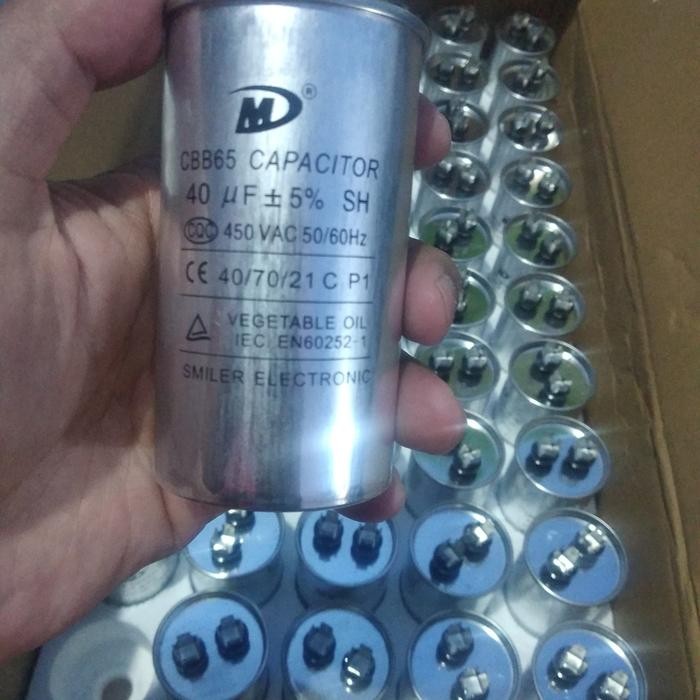 M®
CBB65 CAPACITOR
40 μF±5% SH
CQC 450 VAC 50/60Hz
CE 40/70/21 C P1
VEGETABLE OIL
IEC. EN60252-1
SMILER ELECTRONIC